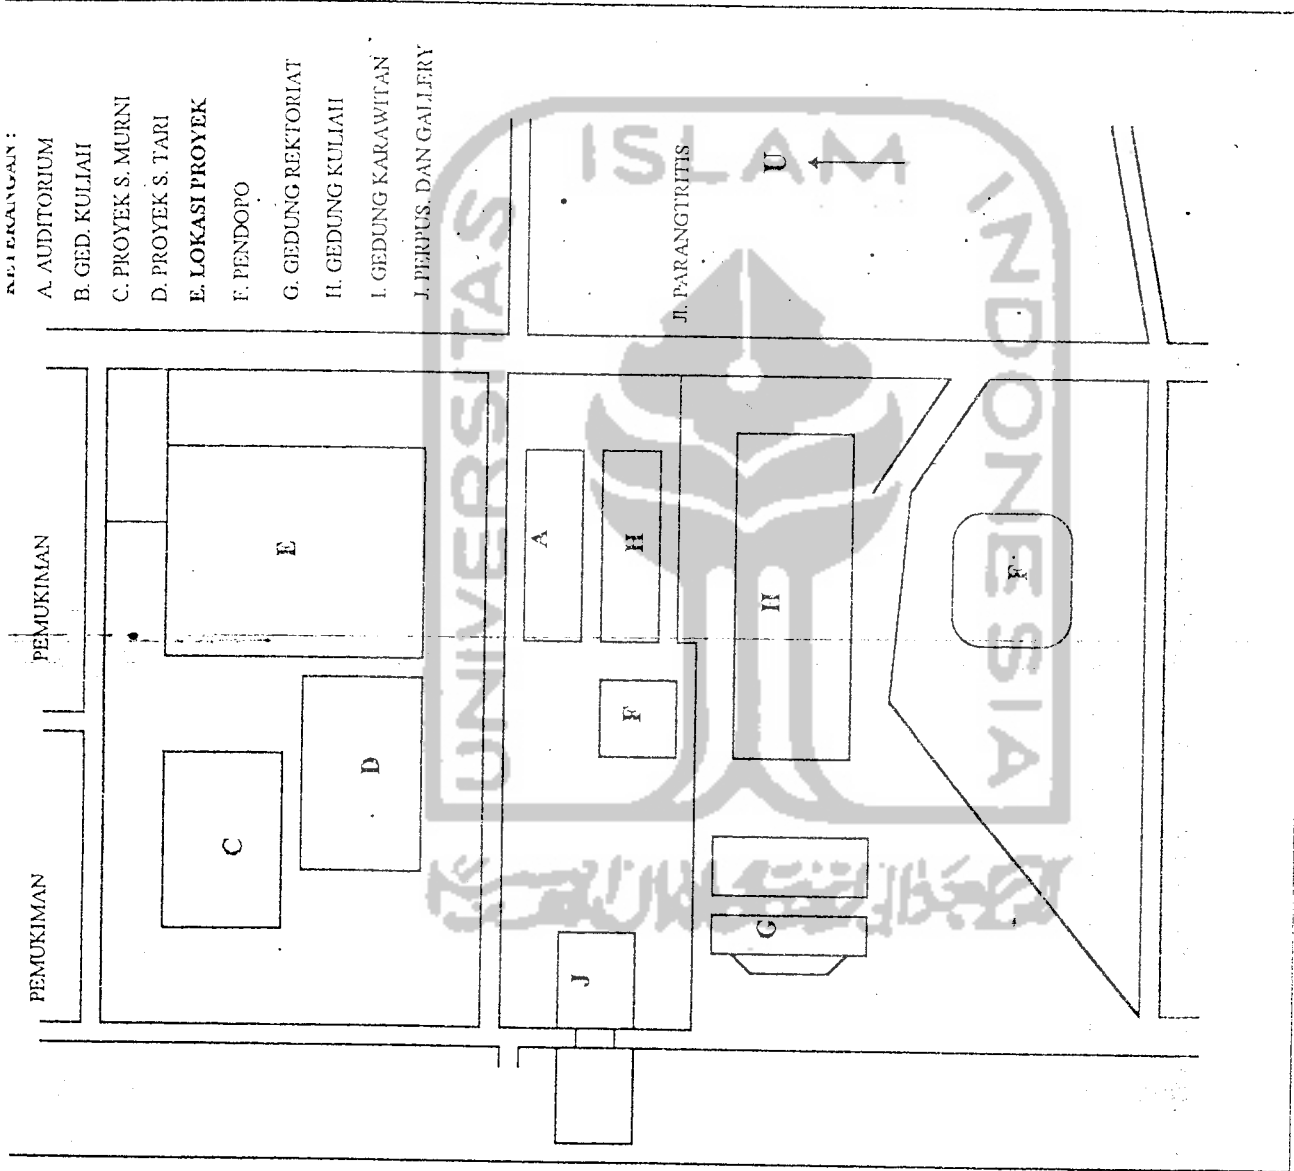 KETERANGAN :
A. AUDITORIUM
B. GED. KULIAH
C. PROYEK S. MURNI
D. PROYEK S. TARI
E. LOKASI PROYEK
F. PENDOPO
G. GEDUNG REKTORIAT
H. GEDUNG KULIAH
I. GEDUNG KARAWITAN
J. PERPUS. DAN GALLERY
PEMUKIMAN
PEMUKIMAN
Jl. PARANGTRITIS
U
E
C
D
A
H
F
J
H
G
F
UNIVERSITAS
ISLAM
INDONESIA